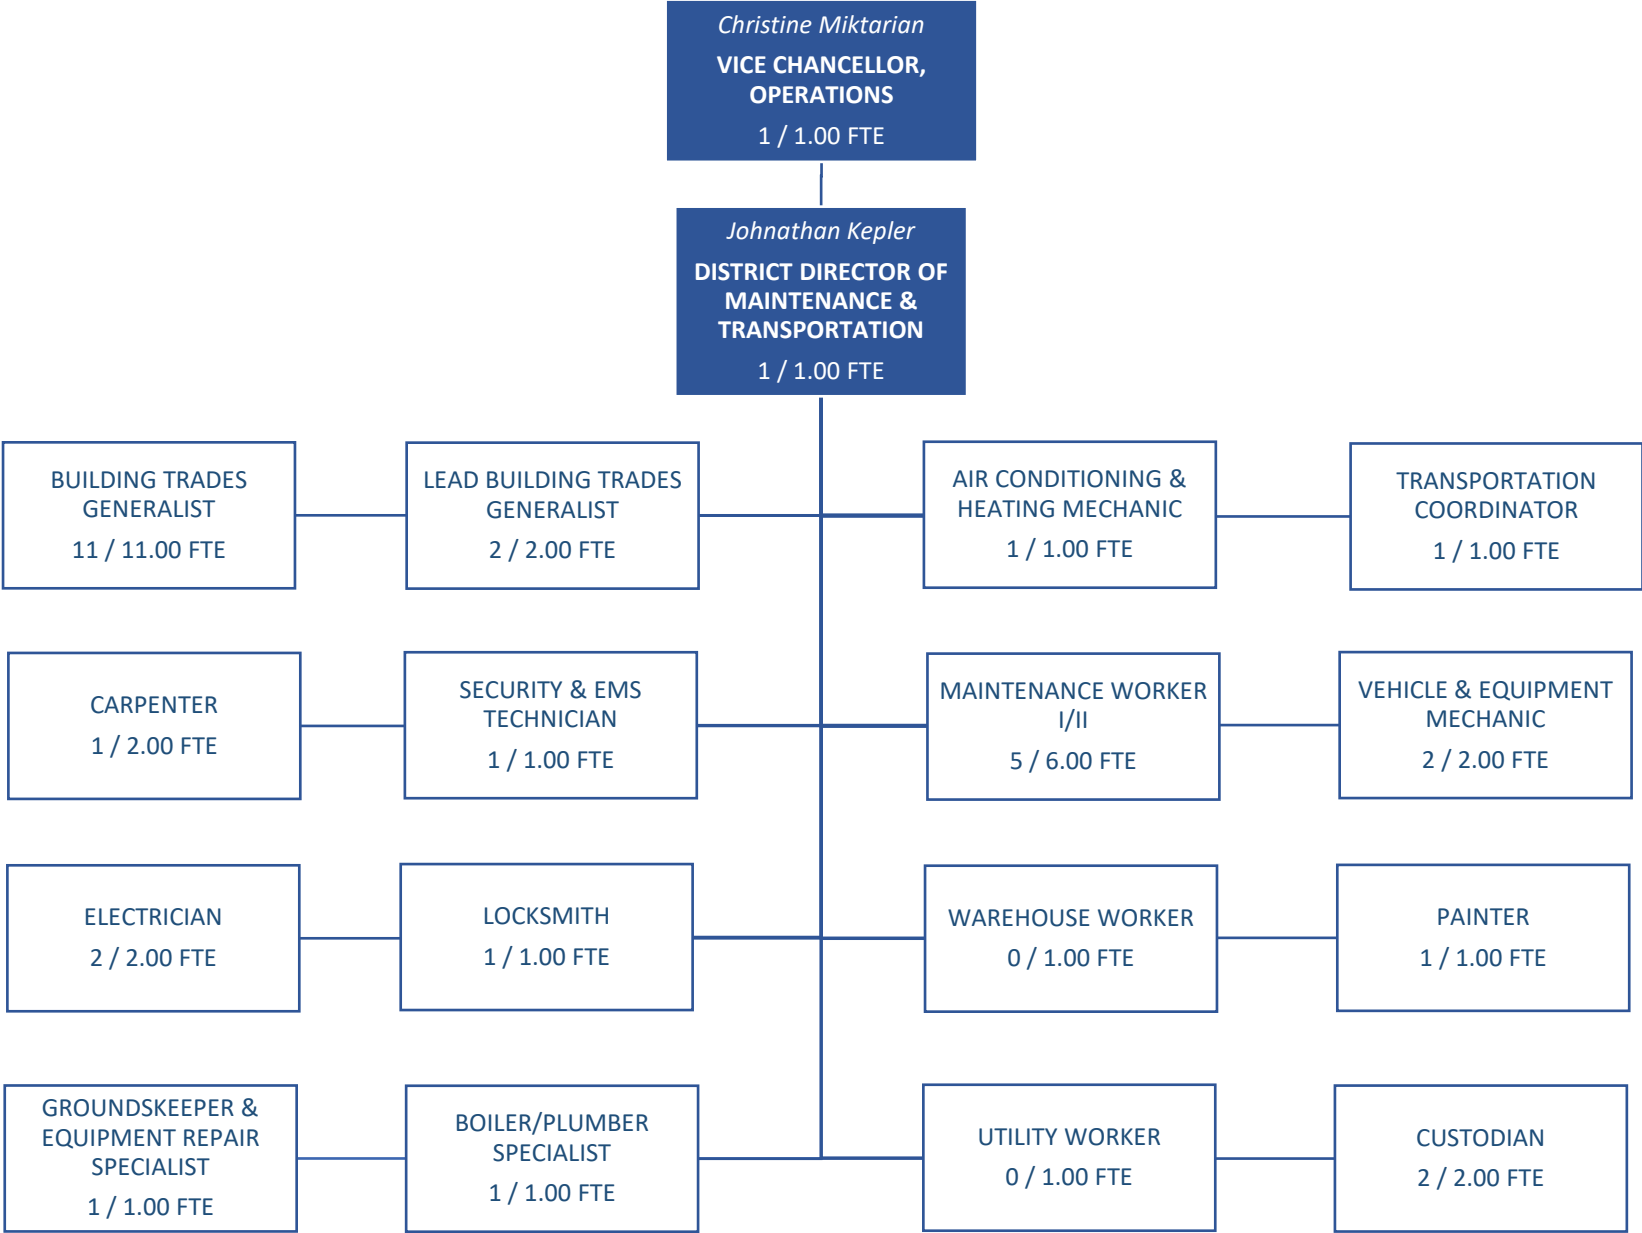 Christine Miktarian
VICE CHANCELLOR,
OPERATIONS
1 / 1.00 FTE
Johnathan Kepler
DISTRICT DIRECTOR OF
MAINTENANCE &
TRANSPORTATION
1 / 1.00 FTE
BUILDING TRADES
GENERALIST
11 / 11.00 FTE
LEAD BUILDING TRADES
GENERALIST
2 / 2.00 FTE
AIR CONDITIONING &
HEATING MECHANIC
1 / 1.00 FTE
TRANSPORTATION
COORDINATOR
1 / 1.00 FTE
CARPENTER
1 / 2.00 FTE
SECURITY & EMS
TECHNICIAN
1 / 1.00 FTE
MAINTENANCE WORKER
I/II
5 / 6.00 FTE
VEHICLE & EQUIPMENT
MECHANIC
2 / 2.00 FTE
ELECTRICIAN
2 / 2.00 FTE
LOCKSMITH
1 / 1.00 FTE
WAREHOUSE WORKER
0 / 1.00 FTE
PAINTER
1 / 1.00 FTE
GROUNDSKEEPER &
EQUIPMENT REPAIR
SPECIALIST
1 / 1.00 FTE
BOILER/PLUMBER
SPECIALIST
1 / 1.00 FTE
UTILITY WORKER
0 / 1.00 FTE
CUSTODIAN
2 / 2.00 FTE